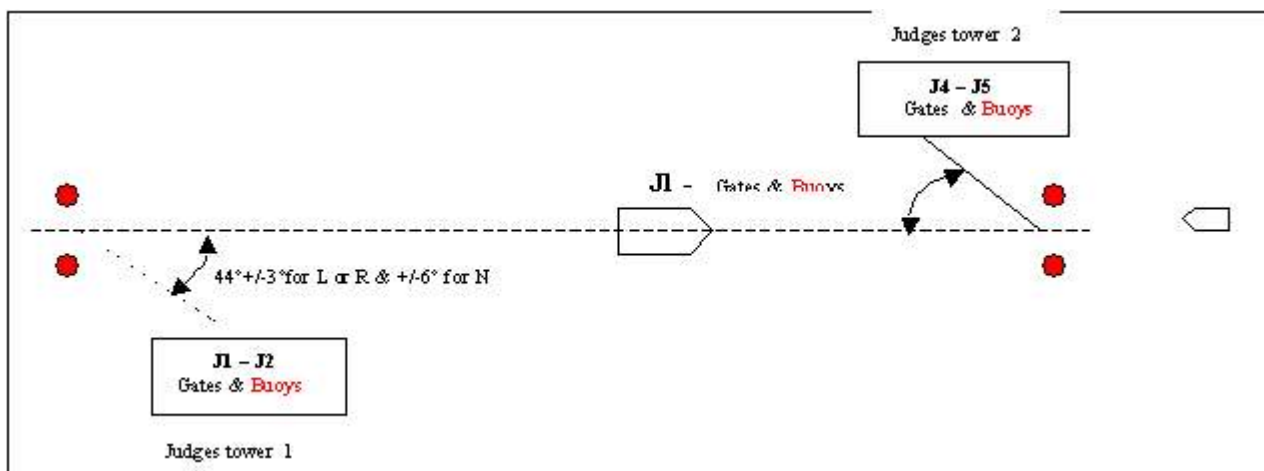 Judges tower 2
J4 – J5
Gates & Buoys
J1 - Gates & Buoys
44°+/-3°for L or R & +/-6° for N
J1 – J2
Gates & Buoys
Judges tower 1